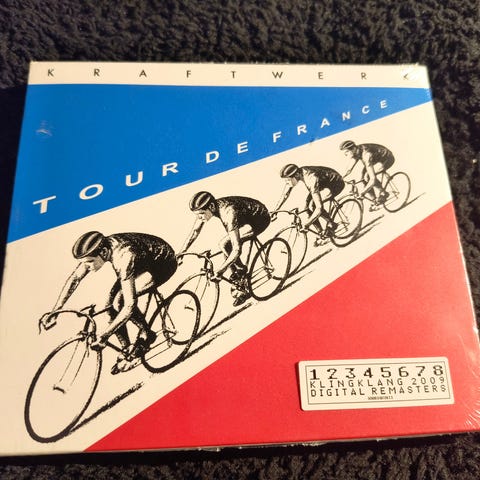 KRAFTWERK
TOUR DE FRANCE
12345678
KLINGKLANG 2009
DIGITAL REMASTERS